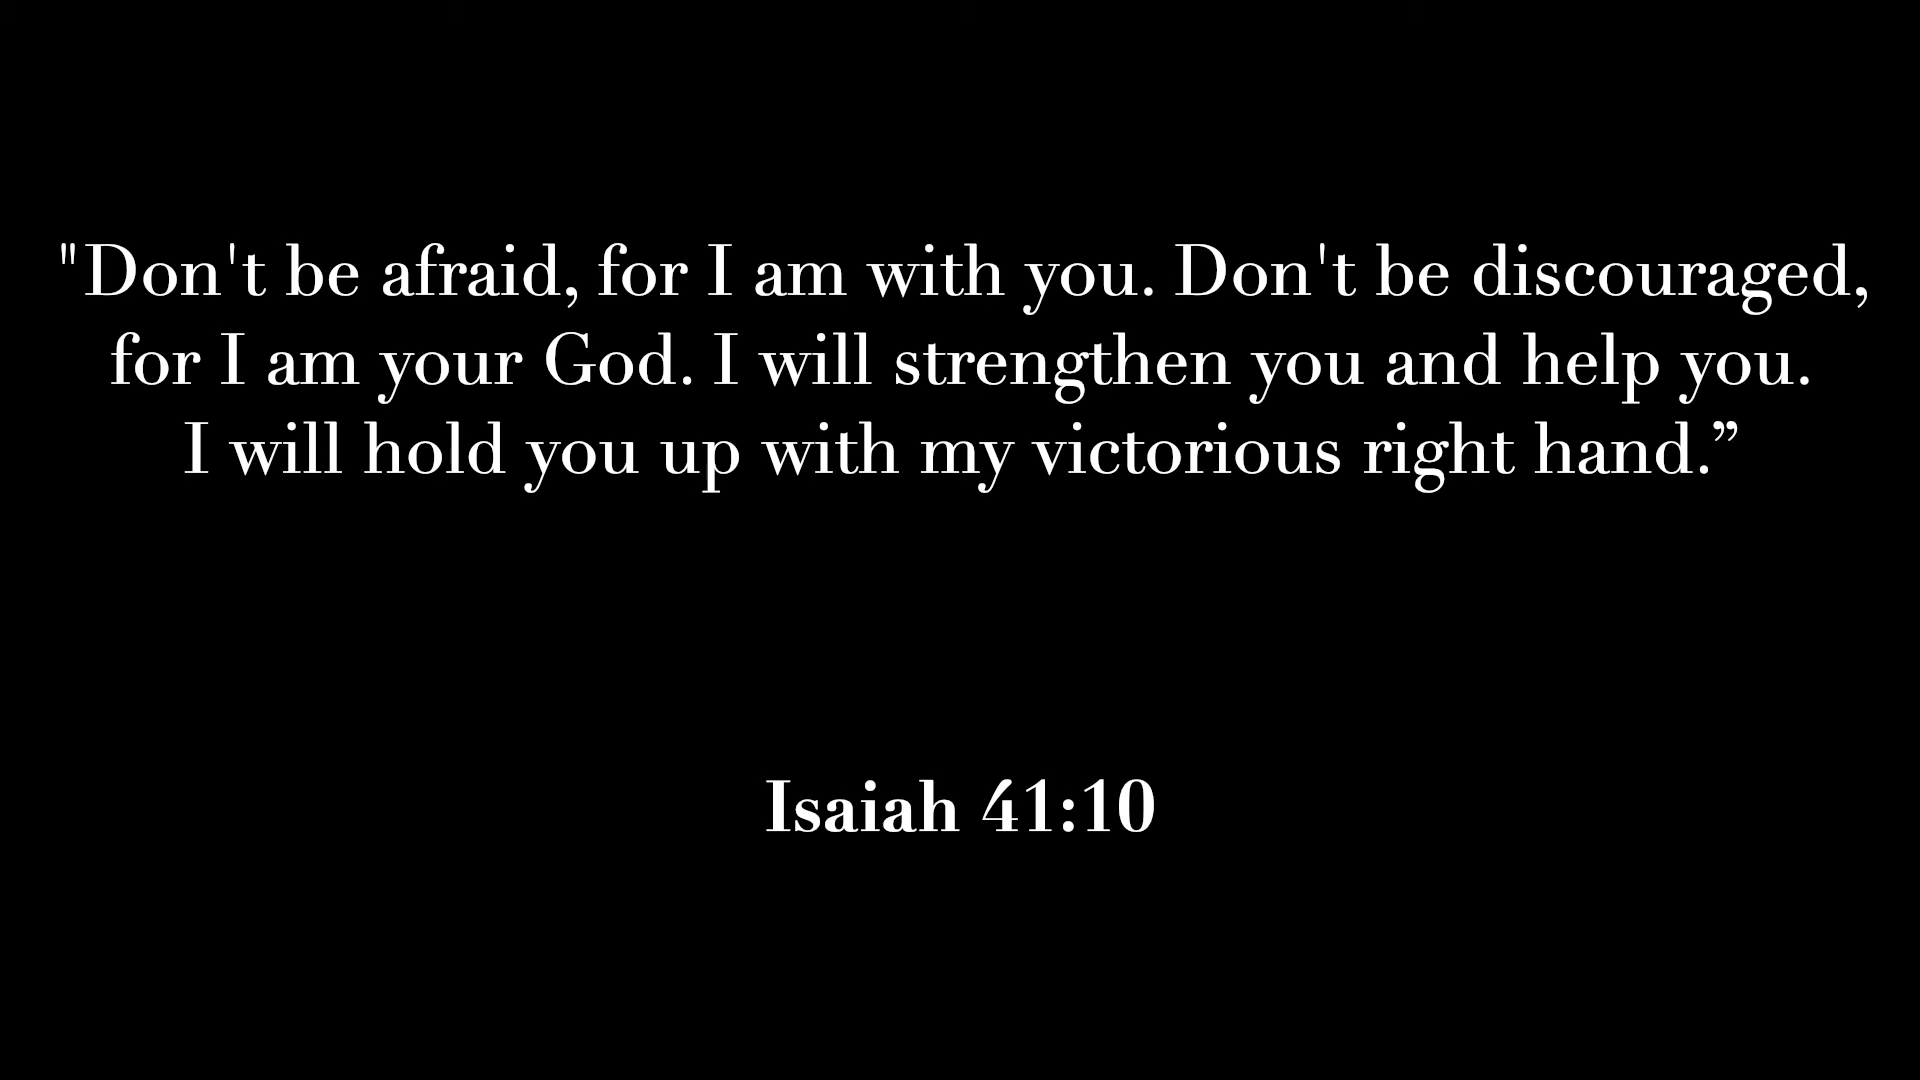 "Don't be afraid, for I am with you. Don't be discouraged,
for I am your God. I will strengthen you and help you.
I will hold you up with my victorious right hand.”
Isaiah 41:10